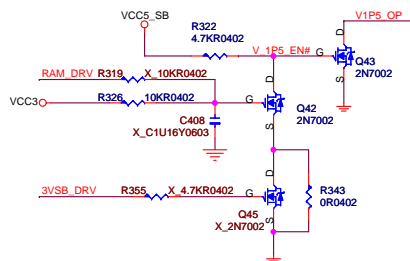 V1P5_OP
VCC5_SB
R322
4.7KR0402
V_1P5_EN#
D
G
S
Q43
2N7002
RAM_DRV
R319
X_10KR0402
VCC3
R326
10KR0402
D
G
S
Q42
2N7002
C408
X_C1U16Y0603
3VSB_DRV
R355
X_4.7KR0402
D
G
S
Q45
X_2N7002
R343
0R0402